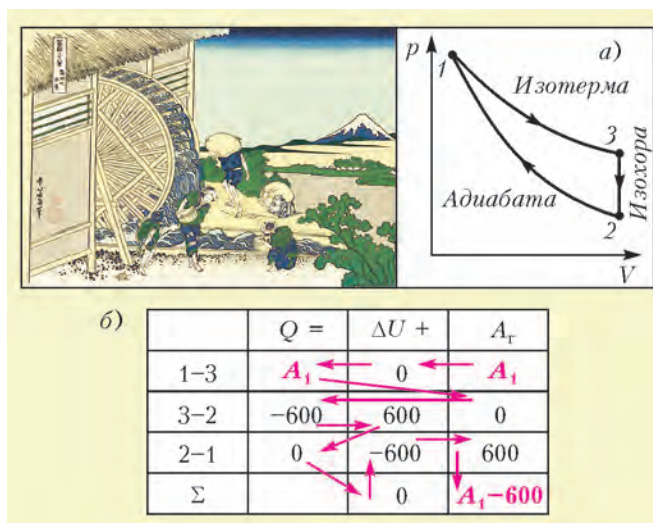 p
а)
1
Изотерма
3
Изохора
Адиабата
2
V
б)
Q = ΔU + Aг
1–3 A₁ 0 A₁
3–2 –600 600 0
2–1 0 –600 600
Σ 0 A₁–600